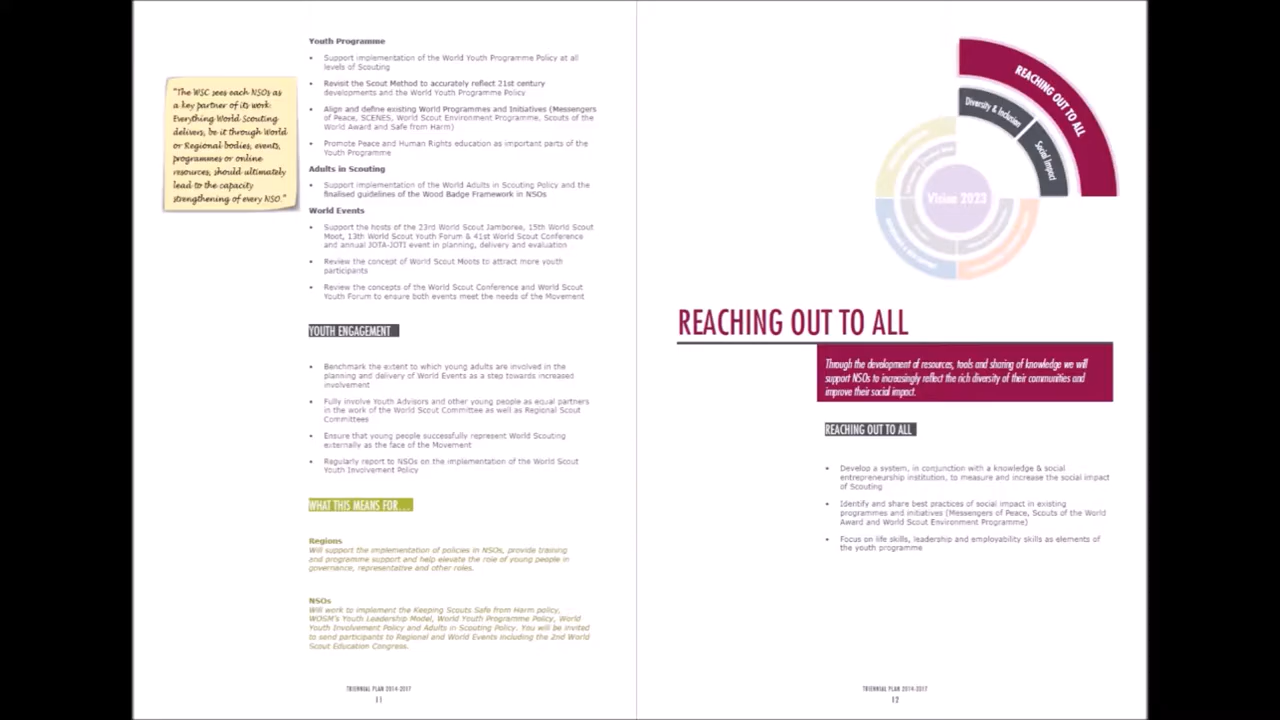 "The WSC sees each NSOs as
a key partner of its work:
Everything World Scouting
delivers, be it through World
or Regional bodies, events,
programmes or online
resources, should ultimately
lead to the capacity
strengthening of every NSO."
Youth Programme
• Support implementation of the World Youth Programme Policy at all
levels of Scouting
• Revisit the Scout Method to accurately reflect 21st century
developments and the World Youth Programme Policy
• Align and define existing World Programmes and Initiatives (Messengers
of Peace, SCENES, World Scout Environment Programme, Scouts of the
World Award and Safe from Harm)
• Promote Peace and Human Rights education as important parts of the
Youth Programme
Adults in Scouting
• Support implementation of the World Adults in Scouting Policy and the
finalised guidelines of the Wood Badge Framework in NSOs
World Events
• Support the hosts of the 23rd World Scout Jamboree, 15th World Scout
Moot, 13th World Scout Youth Forum & 41st World Scout Conference
and annual JOTA-JOTI event in planning, delivery and evaluation
• Review the concept of World Scout Moots to attract more youth
participants
• Review the concepts of the World Scout Conference and World Scout
Youth Forum to ensure both events meet the needs of the Movement
YOUTH ENGAGEMENT
• Benchmark the extent to which young adults are involved in the
planning and delivery of World Events as a step towards increased
involvement
• Fully involve Youth Advisors and other young people as equal partners
in the work of the World Scout Committee as well as Regional Scout
Committees
• Ensure that young people successfully represent World Scouting
externally as the face of the Movement
• Regularly report to NSOs on the implementation of the World Scout
Youth Involvement Policy
WHAT THIS MEANS FOR...
Regions
Will support the implementation of policies in NSOs, provide training
and programme support and help elevate the role of young people in
governance, representative and other roles.
NSOs
Will work to implement the Keeping Scouts Safe from Harm policy,
WOSM's Youth Leadership Model, World Youth Programme Policy, World
Youth Involvement Policy and Adults in Scouting Policy. You will be invited
to send participants to Regional and World Events including the 2nd World
Scout Education Congress.
TRIENNIAL PLAN 2014-2017
11
REACHING OUT TO ALL
Diversity & Inclusion
Social Impact
Vision 2023
REACHING OUT TO ALL
Through the development of resources, tools and sharing of knowledge we will
support NSOs to increasingly reflect the rich diversity of their communities and
improve their social impact.
REACHING OUT TO ALL
• Develop a system, in conjunction with a knowledge & social
entrepreneurship institution, to measure and increase the social impact
of Scouting
• Identify and share best practices of social impact in existing
programmes and initiatives (Messengers of Peace, Scouts of the World
Award and World Scout Environment Programme)
• Focus on life skills, leadership and employability skills as elements of
the youth programme
TRIENNIAL PLAN 2014-2017
12